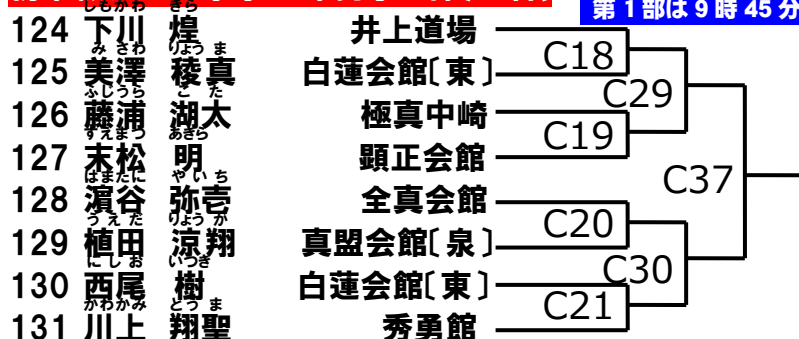 第1部は9時45分
しもかわ きら
124 下川 煌 井上道場
みさわ りょうま
125 美澤 稜真 白蓮会館〔東〕
ふじうら こた
126 藤浦 湖太 極真中崎
すえまつ あきら
127 末松 明 顕正会館
はまたに やいち
128 濵谷 弥壱 全真会館
うえだ りょうが
129 植田 涼翔 真盟会館〔泉〕
にしお いつき
130 西尾 樹 白蓮会館〔東〕
かわかみ とうま
131 川上 翔聖 秀勇館
C18
C29
C19
C37
C20
C30
C21